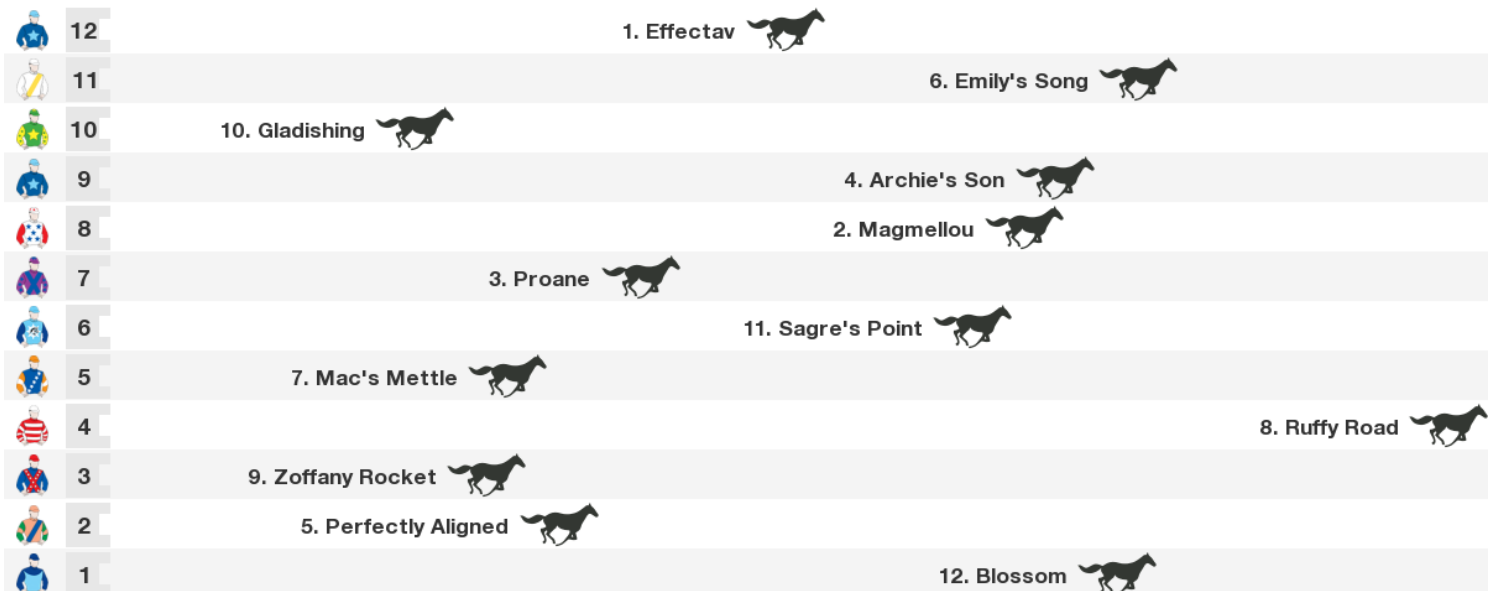 12 1. Effectav
11 6. Emily's Song
10 10. Gladishing
9 4. Archie's Son
8 2. Magmellou
7 3. Proane
6 11. Sagre's Point
5 7. Mac's Mettle
4 8. Ruffy Road
3 9. Zoffany Rocket
2 5. Perfectly Aligned
1 12. Blossom